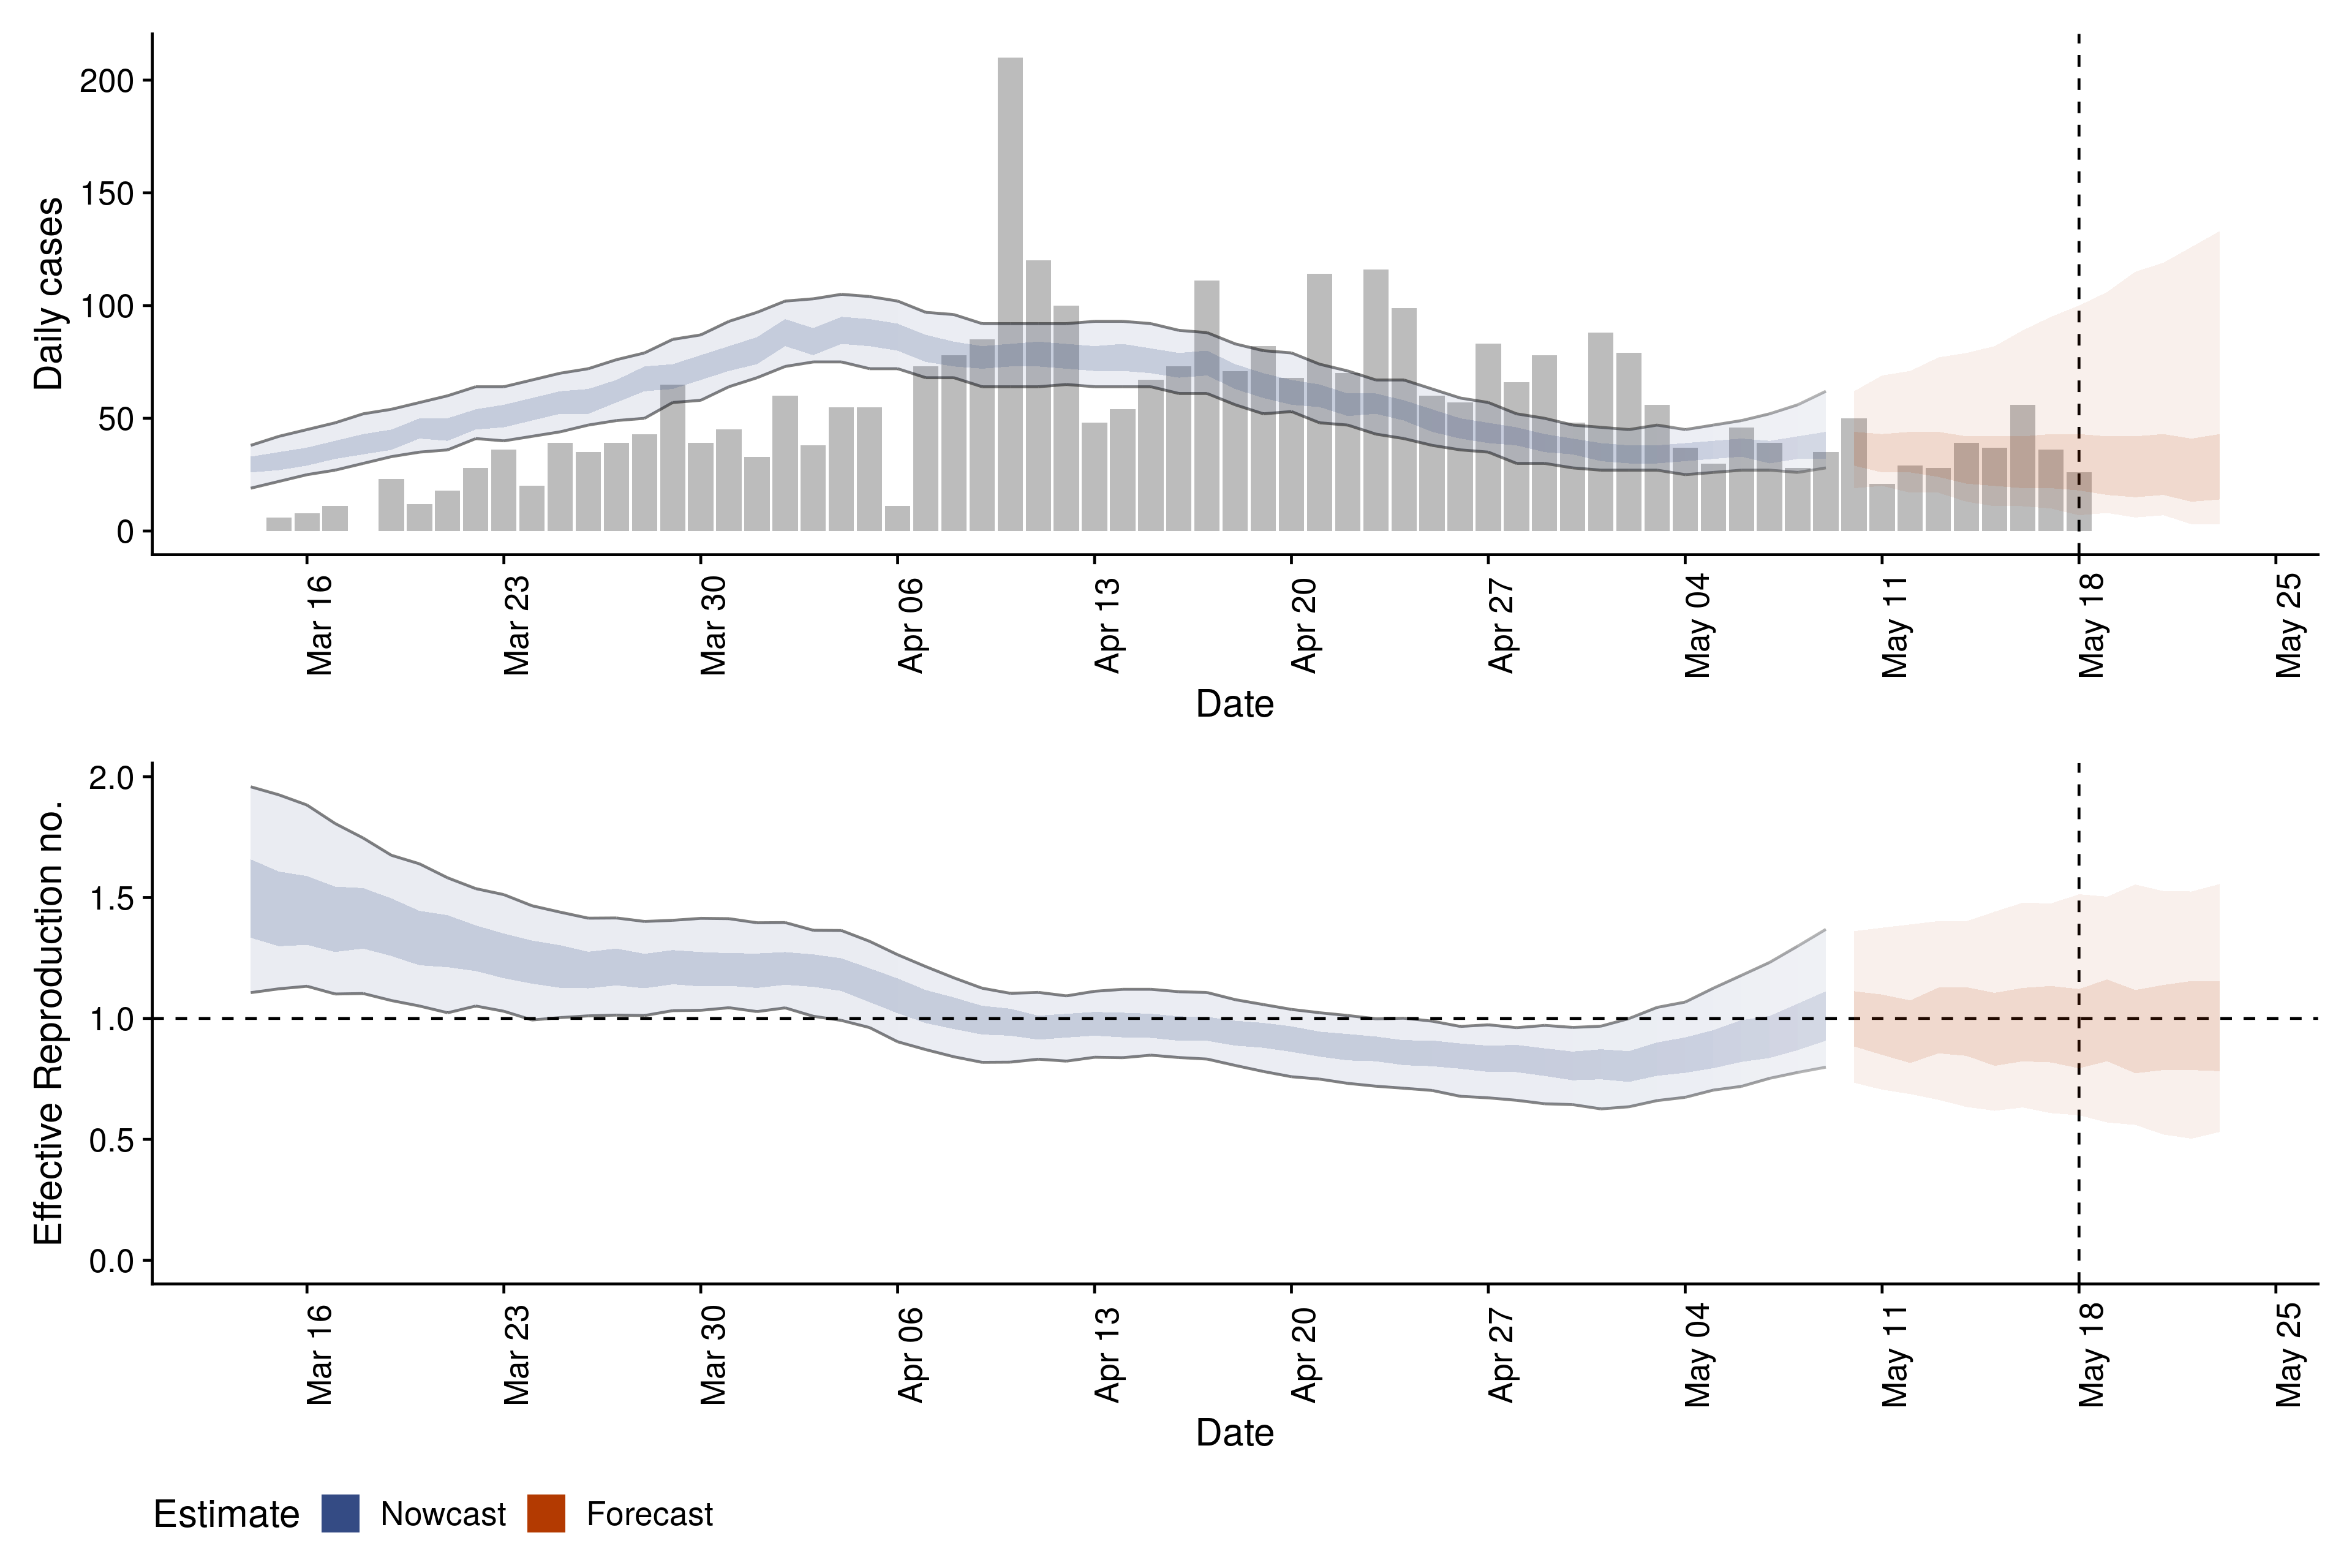 Daily cases
200
150
100
50
0
Mar 16 Mar 23 Mar 30 Apr 06 Apr 13 Apr 20 Apr 27 May 04 May 11 May 18 May 25
Date
Effective Reproduction no.
2.0
1.5
1.0
0.5
0.0
Mar 16 Mar 23 Mar 30 Apr 06 Apr 13 Apr 20 Apr 27 May 04 May 11 May 18 May 25
Date
Estimate Nowcast Forecast